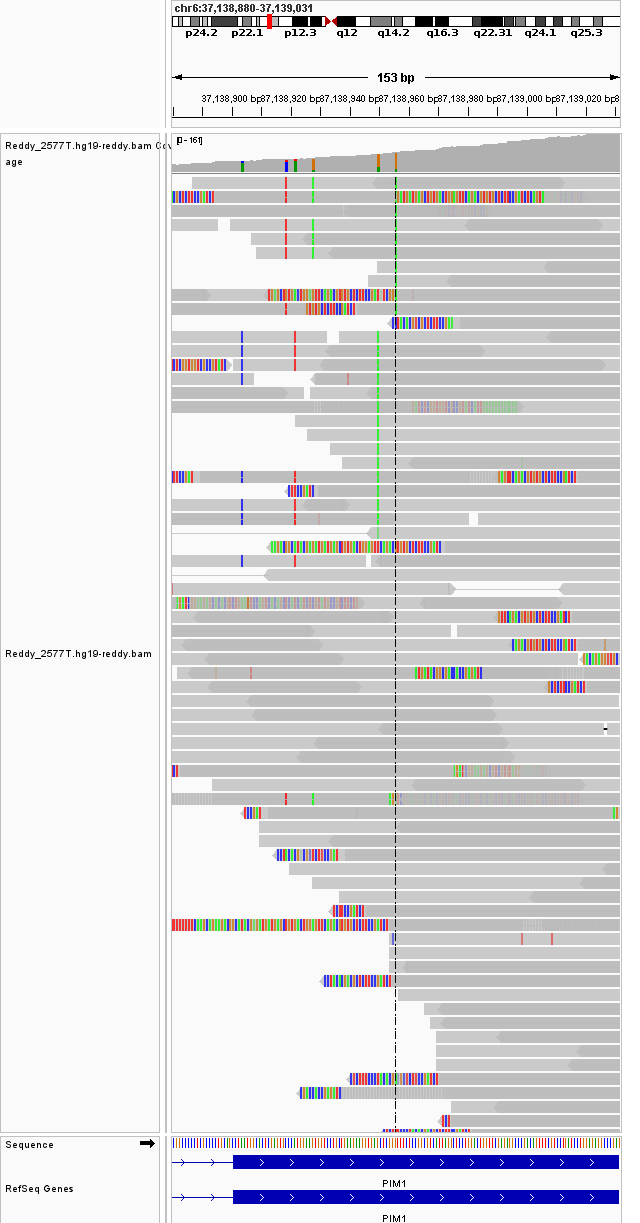 chr6:37,138,880-37,139,031
p24.2 p22.1 p12.3 q12 q14.2 q16.3 q22.31 q24.1 q25.3
153 bp
37,138,900 bp 37,138,920 bp 37,138,940 bp 37,138,960 bp 37,138,980 bp 37,139,000 bp 37,139,020 bp
Reddy_2577T.hg19-reddy.bam Cov
age
[0 - 161]
Reddy_2577T.hg19-reddy.bam
Sequence
PIM1
RefSeq Genes
PIM1